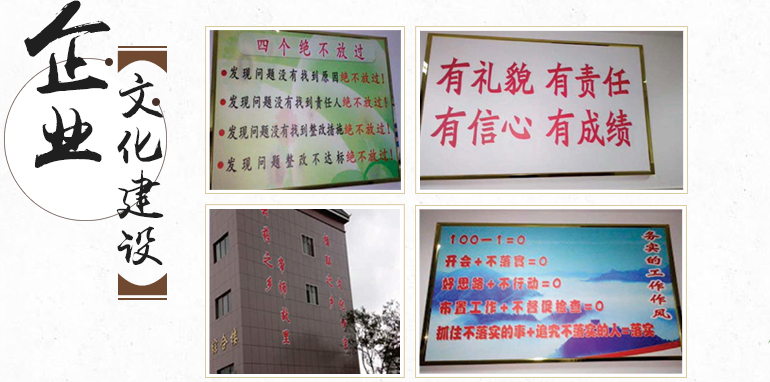 企业
文化建设
四个绝不放过
发现问题没有找到原因绝不放过！
发现问题没有找到责任人绝不放过！
发现问题没有找到整改措施绝不放过！
发现问题整改不达标绝不放过！
有礼貌 有责任
有信心 有成绩
综合楼
务实的工作作风
100－1=0
开会+不落实=0
好思路+不行动=0
布置工作+不督促检查=0
抓住不落实的事+追究不落实的人=落实